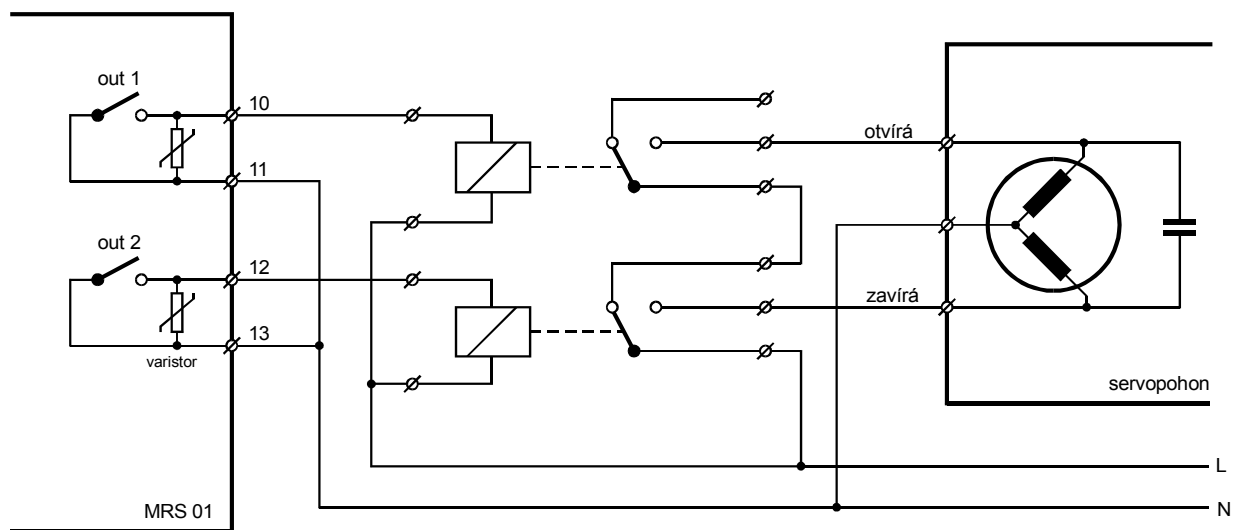 out 1
10
otvírá
11
out 2
12
zavírá
13
varistor
servopohon
L
MRS 01
N